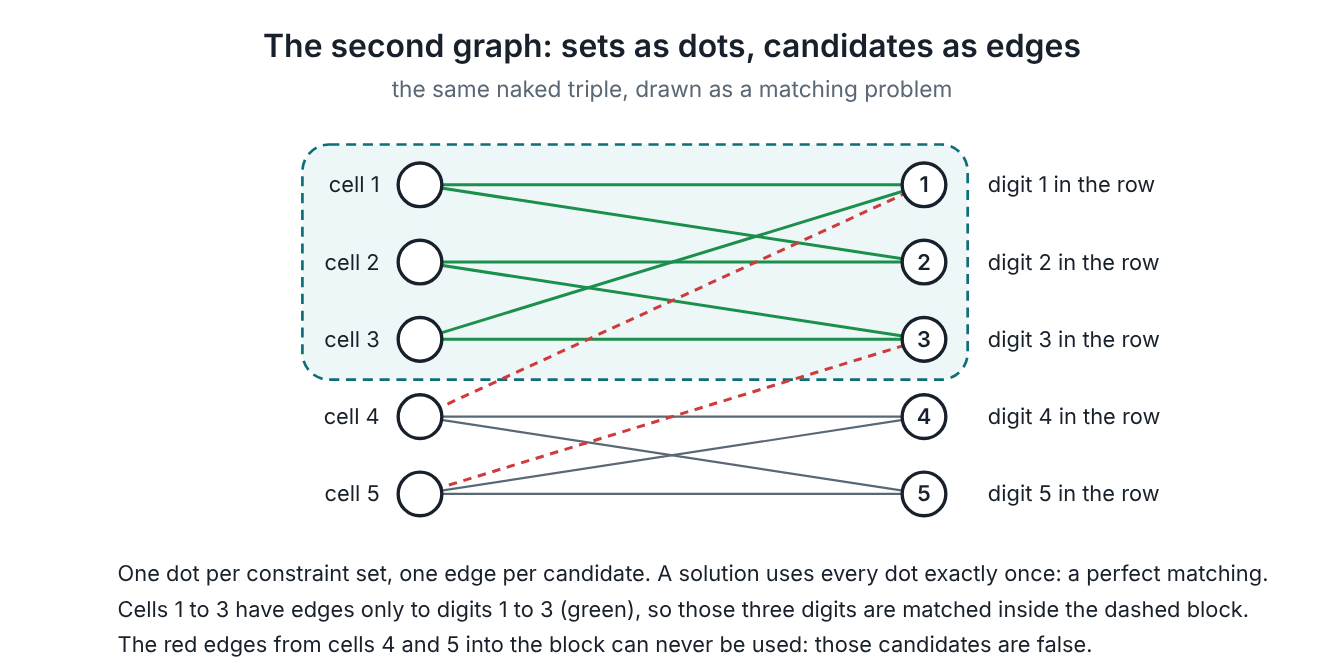 The second graph: sets as dots, candidates as edges
the same naked triple, drawn as a matching problem
cell 1 1 digit 1 in the row
cell 2 2 digit 2 in the row
cell 3 3 digit 3 in the row
cell 4 4 digit 4 in the row
cell 5 5 digit 5 in the row
One dot per constraint set, one edge per candidate. A solution uses every dot exactly once: a perfect matching.
Cells 1 to 3 have edges only to digits 1 to 3 (green), so those three digits are matched inside the dashed block.
The red edges from cells 4 and 5 into the block can never be used: those candidates are false.